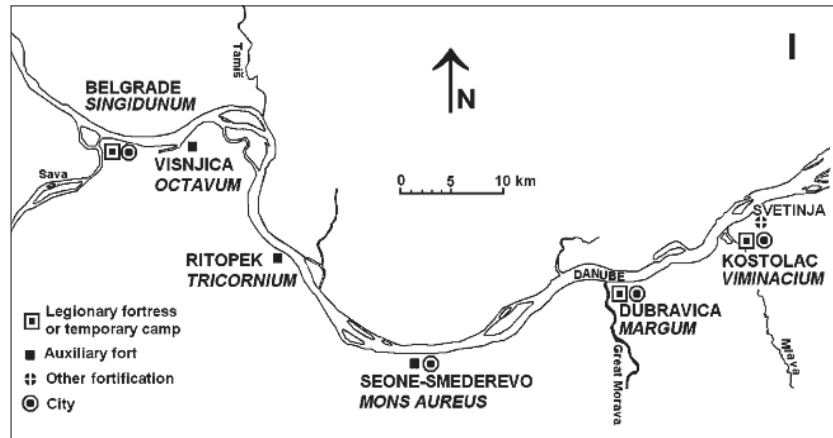 I
Tamiš
BELGRADE
SINGIDUNUM
N
VISNJICA
OCTAVUM
Sava
0 5 10 km
SVETINJA
RITOPEK
TRICORNIUM
KOSTOLAC
VIMINACIUM
DANUBE
DUBRAVICA
MARGUM
Great Morava
Mlava
SEONE-SMEDEREVO
MONS AUREUS
Legionary fortress
or temporary camp
Auxiliary fort
Other fortification
City